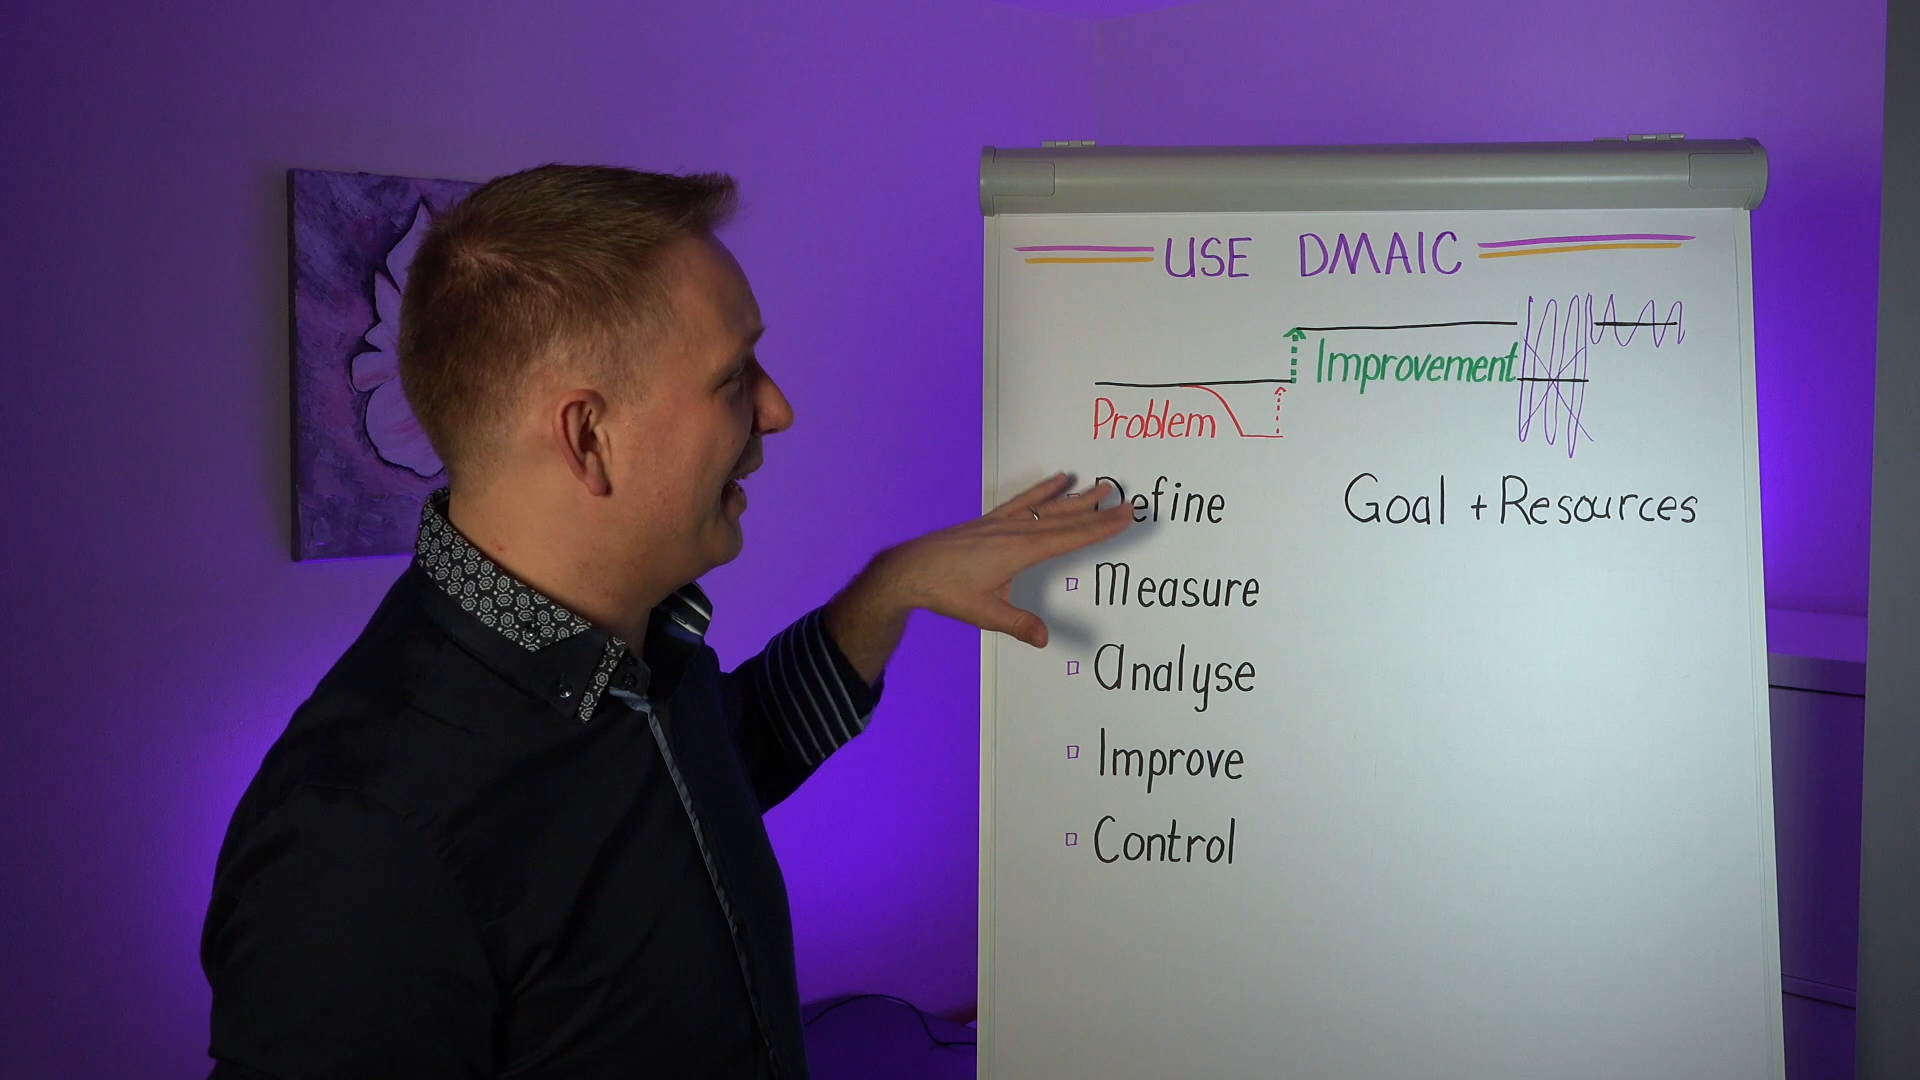 USE DMAIC
Improvement
Problem
Define Goal + Resources
Measure
Analyse
Improve
Control